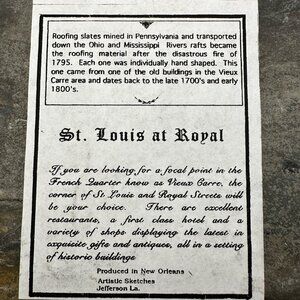 Roofing slates mined in Pennsylvania and transported
down the Ohio and Mississippi Rivers rafts became
the roofing material after the disastrous fire of
1795. Each one was individually hand shaped. This
one came from one of the old buildings in the Vieux
Carre area and dates back to the late 1700's and early
1800's.
St. Louis at Royal
If you are looking for a focal point in the
French Quarter know as Vieux Carre, the
corner of St Louis and Royal Streets will
be your choice. There are excellent
restaurants, a first class hotel and a
variety of shops displaying the latest in
exquisite gifts and antiques, all in a setting
of historic buildings
Produced in New Orleans
Artistic Sketches
Jefferson La.